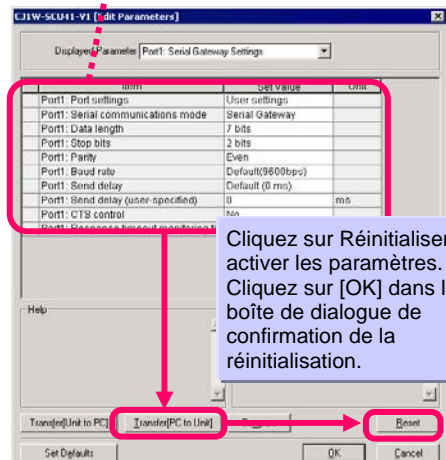 CJ1W-SCU41-V1 [Edit Parameters]
Displayed Parameter Port1: Serial Gateway Settings
Item Set Value Unit
Port1: Port settings User settings
Port1: Serial communications mode Serial Gateway
Port1: Data length 7 bits
Port1: Stop bits 2 bits
Port1: Parity Even
Port1: Baud rate Default(9600bps)
Port1: Send delay Default (0 ms)
Port1: Send delay (user-specified) 0 ms
Port1: CTS control No
Port1: Response timeout monitoring
Cliquez sur Réinitialiser
activer les paramètres.
Cliquez sur [OK] dans l
boîte de dialogue de
confirmation de la
réinitialisation.
Help
Transfer[Unit to PC] Transfer[PC to Unit] Reset
Set Defaults OK Cancel